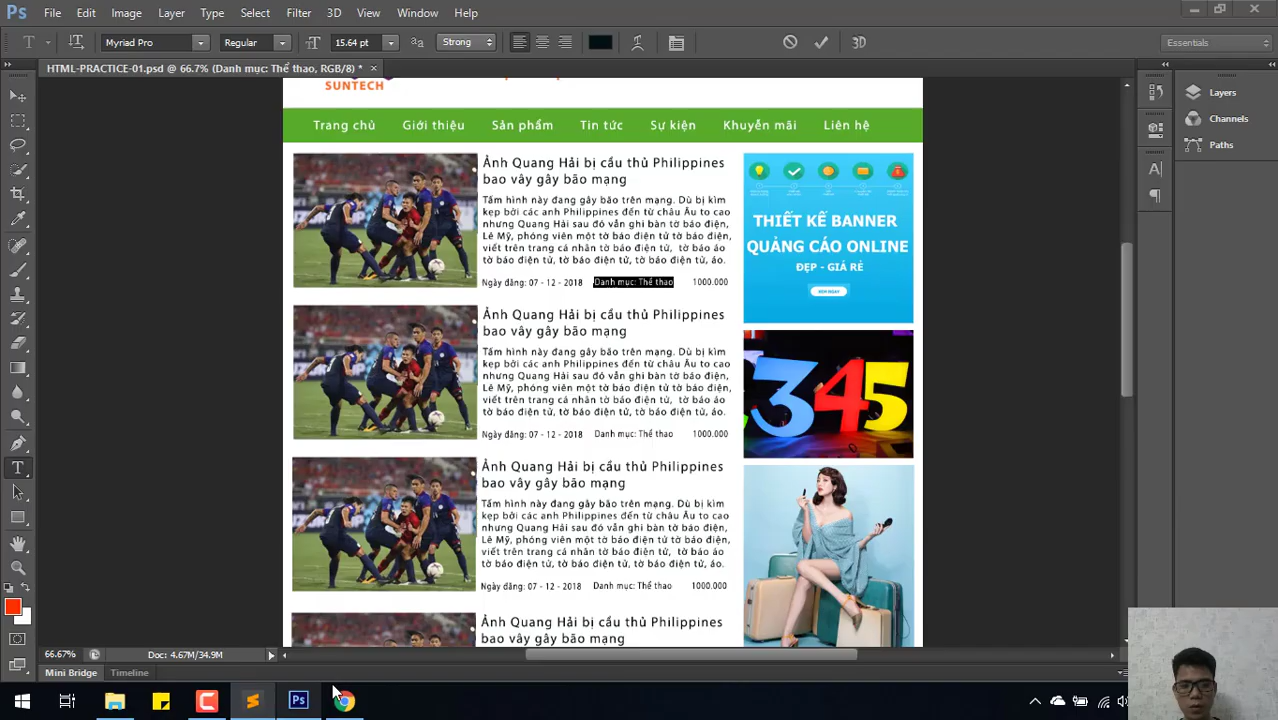 Ps File Edit Image Layer Type Select Filter 3D View Window Help
T Myriad Pro Regular 15.64 pt Strong 3D Essentials
HTML-PRACTICE-01.psd @ 66.7% (Danh mục: Thể thao, RGB/8) *
SUNTECH
Trang chủ Giới thiệu Sản phẩm Tin tức Sự kiện Khuyễn mãi Liên hệ
Ảnh Quang Hải bị cầu thủ Philippines
bao vây gây bão mạng
Tấm hình này đang gây bão trên mạng. Dù bị kìm
kẹp bởi các anh Philippines đến từ châu Âu to cao
nhưng Quang Hải sau đó vẫn ghi bàn tờ báo điện,
Lê Mỹ, phóng viên một tờ báo điện tử tờ báo điện,
viết trên trang cá nhân tờ báo điện tử, tờ báo áo
tờ báo điện tử, tờ báo điện tử, tờ báo điện tử, áo.
Ngày đăng: 07 - 12 - 2018 Danh mục: Thể thao 1000.000
Ảnh Quang Hải bị cầu thủ Philippines
bao vây gây bão mạng
Tấm hình này đang gây bão trên mạng. Dù bị kìm
kẹp bởi các anh Philippines đến từ châu Âu to cao
nhưng Quang Hải sau đó vẫn ghi bàn tờ báo điện,
Lê Mỹ, phóng viên một tờ báo điện tử tờ báo điện,
viết trên trang cá nhân tờ báo điện tử, tờ báo áo
tờ báo điện tử, tờ báo điện tử, tờ báo điện tử, áo.
Ngày đăng: 07 - 12 - 2018 Danh mục: Thể thao 1000.000
Ảnh Quang Hải bị cầu thủ Philippines
bao vây gây bão mạng
Tấm hình này đang gây bão trên mạng. Dù bị kìm
kẹp bởi các anh Philippines đến từ châu Âu to cao
nhưng Quang Hải sau đó vẫn ghi bàn tờ báo điện,
Lê Mỹ, phóng viên một tờ báo điện tử tờ báo điện,
viết trên trang cá nhân tờ báo điện tử, tờ báo áo
tờ báo điện tử, tờ báo điện tử, tờ báo điện tử, áo.
Ngày đăng: 07 - 12 - 2018 Danh mục: Thể thao 1000.000
Ảnh Quang Hải bị cầu thủ Philippines
bao vây gây bão mạng
THIẾT KẾ BANNER
QUẢNG CÁO ONLINE
ĐẸP - GIÁ RẺ
XEM NGAY
345
Layers
Channels
Paths
66.67% Doc: 4.67M/34.9M
Mini Bridge Timeline
Ps